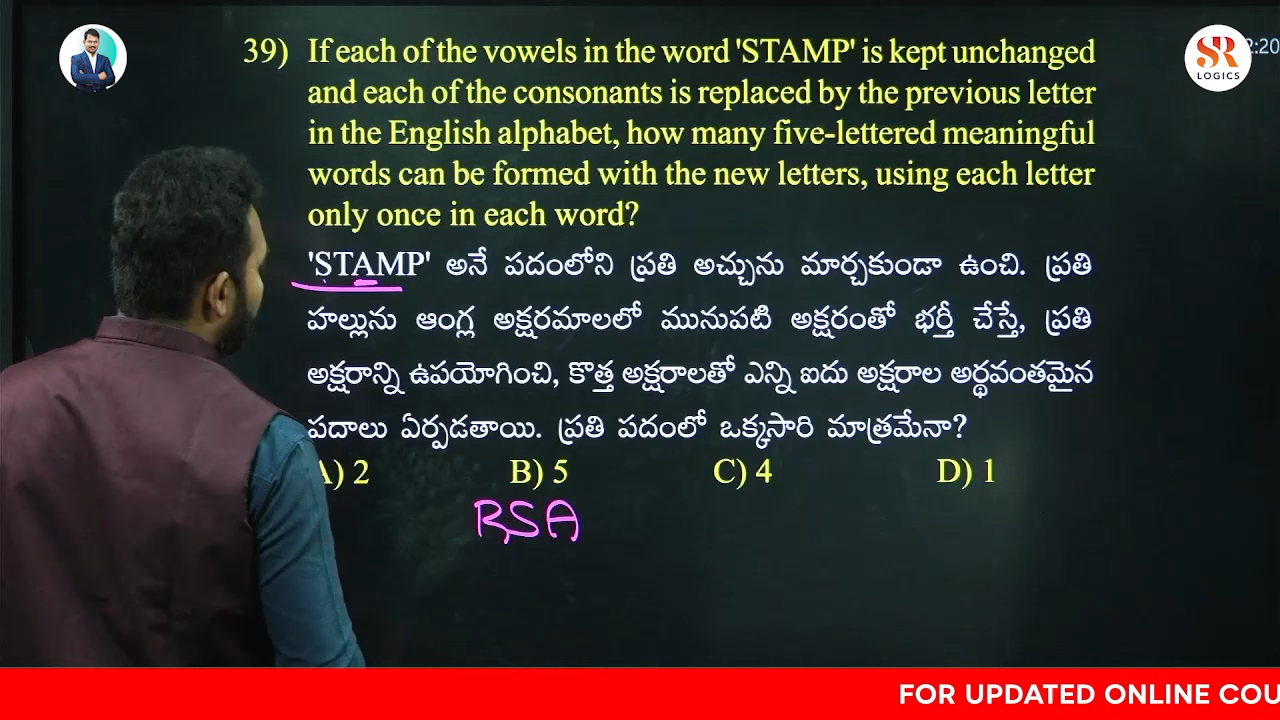 39) If each of the vowels in the word 'STAMP' is kept unchanged
and each of the consonants is replaced by the previous letter
in the English alphabet, how many five-lettered meaningful
words can be formed with the new letters, using each letter
only once in each word?
'STAMP' అనే పదంలోని ప్రతి అచ్చును మార్చకుండా ఉంచి. ప్రతి
హల్లును ఆంగ్ల అక్షరమాలలో మునుపటి అక్షరంతో భర్తీ చేస్తే, ప్రతి
అక్షరాన్ని ఉపయోగించి, కొత్త అక్షరాలతో ఎన్ని ఐదు అక్షరాల అర్థవంతమైన
పదాలు ఏర్పడతాయి. ప్రతి పదంలో ఒక్కసారి మాత్రమేనా?
A) 2 B) 5 C) 4 D) 1
RSA
SR
LOGICS
2:20
FOR UPDATED ONLINE COU